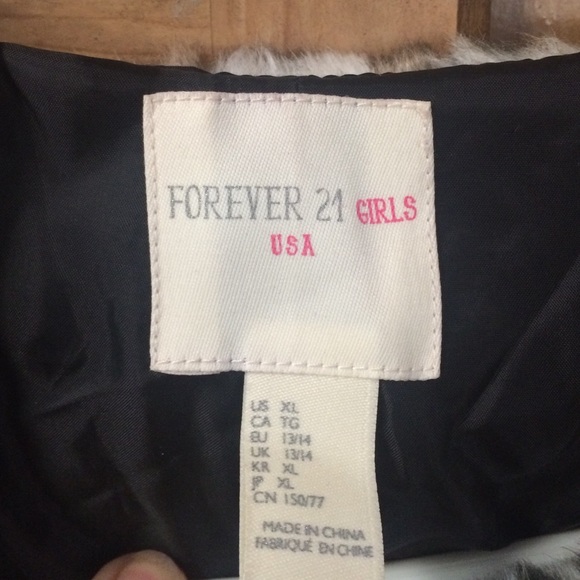 FOREVER 21 GIRLS
USA
US XL
CA TG
EU 13/14
UK 13/14
KR XL
JP XL
CN 150/77
MADE IN CHINA
FABRIQUÉ EN CHINE